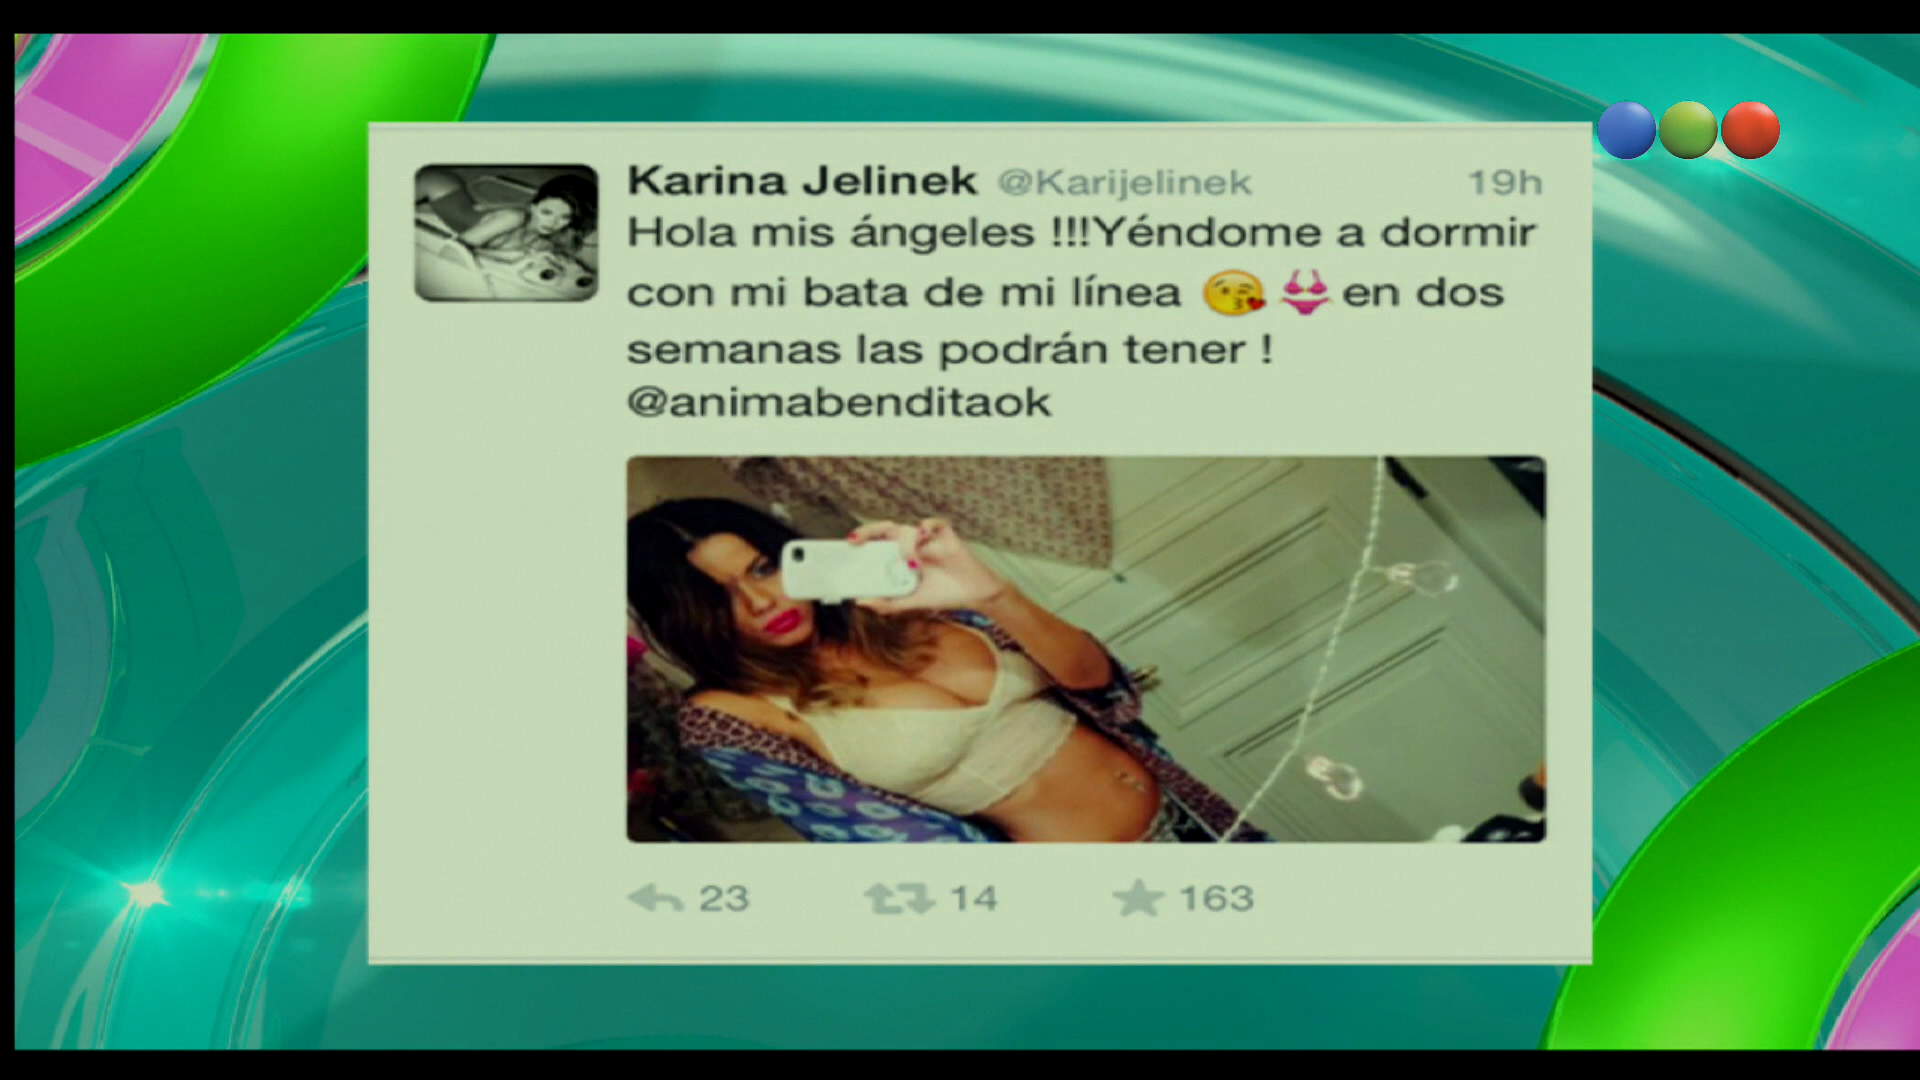 Karina Jelinek @Karijelinek 19h
Hola mis ángeles !!!Yéndome a dormir
con mi bata de mi línea 😘👙en dos
semanas las podrán tener !
@animabenditaok
23 14 163